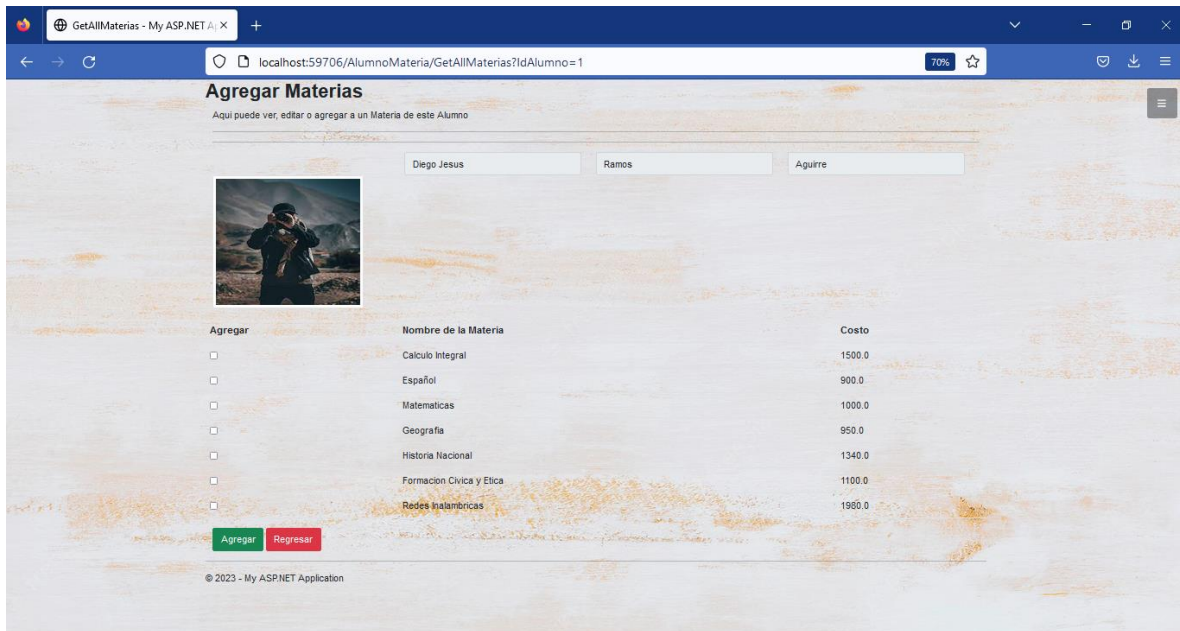 GetAllMaterias - My ASP.NET Ap
localhost:59706/AlumnoMateria/GetAllMaterias?IdAlumno=1
70%
Agregar Materias
Aqui puede ver, editar o agregar a un Materia de este Alumno
Diego Jesus Ramos Aguirre
Agregar Nombre de la Materia Costo
Calculo Integral 1500.0
Español 900.0
Matematicas 1000.0
Geografia 950.0
Historia Nacional 1340.0
Formacion Civica y Etica 1100.0
Redes Inalambricas 1980.0
Agregar Regresar
© 2023 - My ASP.NET Application